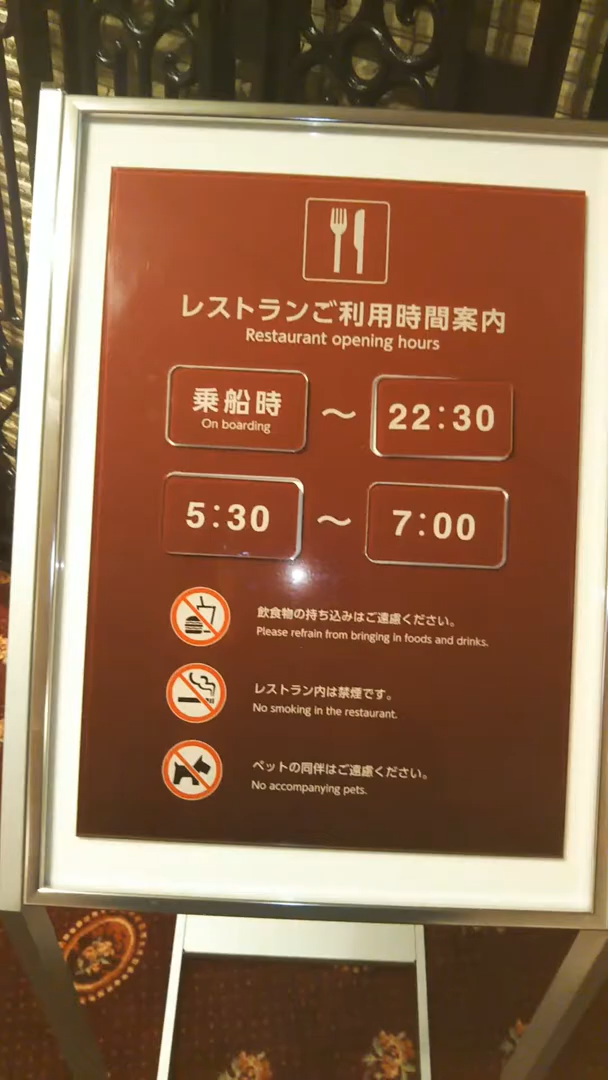 レストランご利用時間案内
Restaurant opening hours
乗船時 〜 22:30
On boarding
5:30 〜 7:00
飲食物の持ち込みはご遠慮ください。
Please refrain from bringing in foods and drinks.
レストラン内は禁煙です。
No smoking in the restaurant.
ペットの同伴はご遠慮ください。
No accompanying pets.